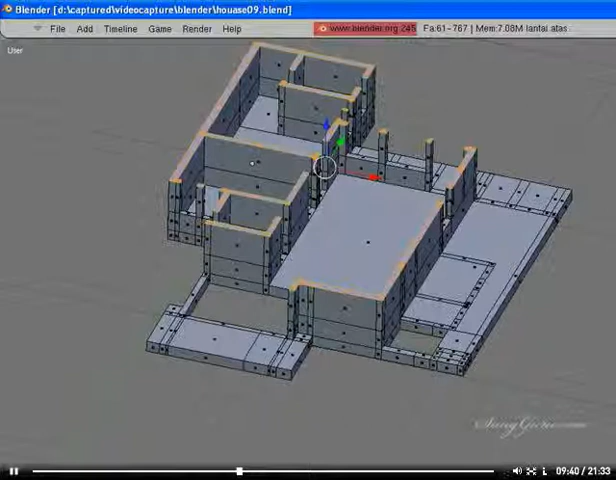 Blender [d:\captured\videocapture\blender\houase09.blend]
File Add Timeline Game Render www.blender.org 245 Fa:61-767 | Mem:7.08M lantai atas
User
09:40 / 21:33